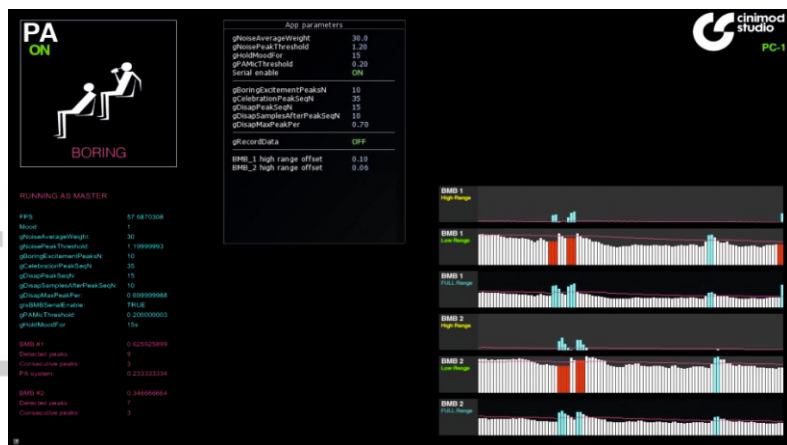 PA
ON
BORING
RUNNING AS MASTER
FPS: 57.6870308
Mood: 1
gNoiseAverageWeight: 30
gNoisePeakThreshold: 1.19999993
gBoringExcitementPeaksN: 10
gCelebrationPeakSeqN: 35
gDisapPeakSeqN: 15
gDisapSamplesAfterPeakSeqN: 10
gDisapMaxPeakPer: 0.699999988
gIsBMBSerialEnable: TRUE
gPAMicThreshold: 0.200000003
gHoldMoodFor: 15s
BMB #1 0.625925899
Detected peaks: 9
Consecutive peaks: 3
PA system: 0.233333334
BMB #2 0.346666664
Detected peaks: 7
Consecutive peaks: 3
App parameters
gNoiseAverageWeight 30.0
gNoisePeakThreshold 1.20
gHoldMoodFor 15
gPAMicThreshold 0.20
Serial enable ON
gBoringExcitementPeaksN 10
gCelebrationPeakSeqN 35
gDisapPeakSeqN 15
gDisapSamplesAfterPeakSeqN 10
gDisapMaxPeakPer 0.70
gRecordData OFF
BMB_1 high range offset 0.10
BMB_2 high range offset 0.06
cinimod
studio
PC-1
BMB 1
High Range
BMB 1
Low Range
BMB 1
FULL Range
BMB 2
High Range
BMB 2
Low Range
BMB 2
FULL Range